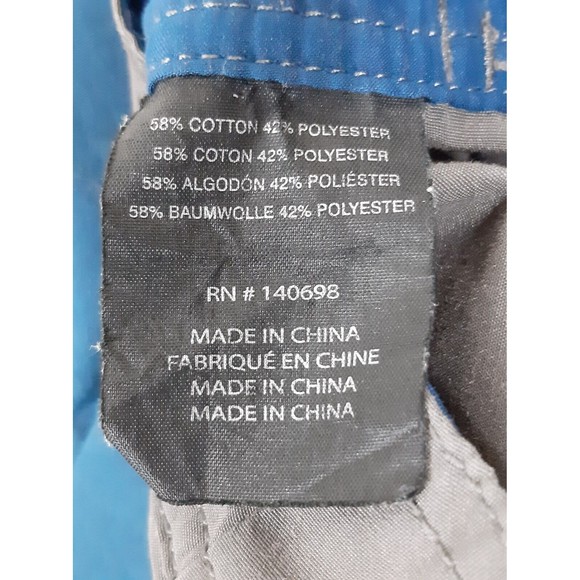 58% COTTON 42% POLYESTER
58% COTON 42% POLYESTER
58% ALGODÓN 42% POLIÉSTER
58% BAUMWOLLE 42% POLYESTER
RN # 140698
MADE IN CHINA
FABRIQUÉ EN CHINE
MADE IN CHINA
MADE IN CHINA